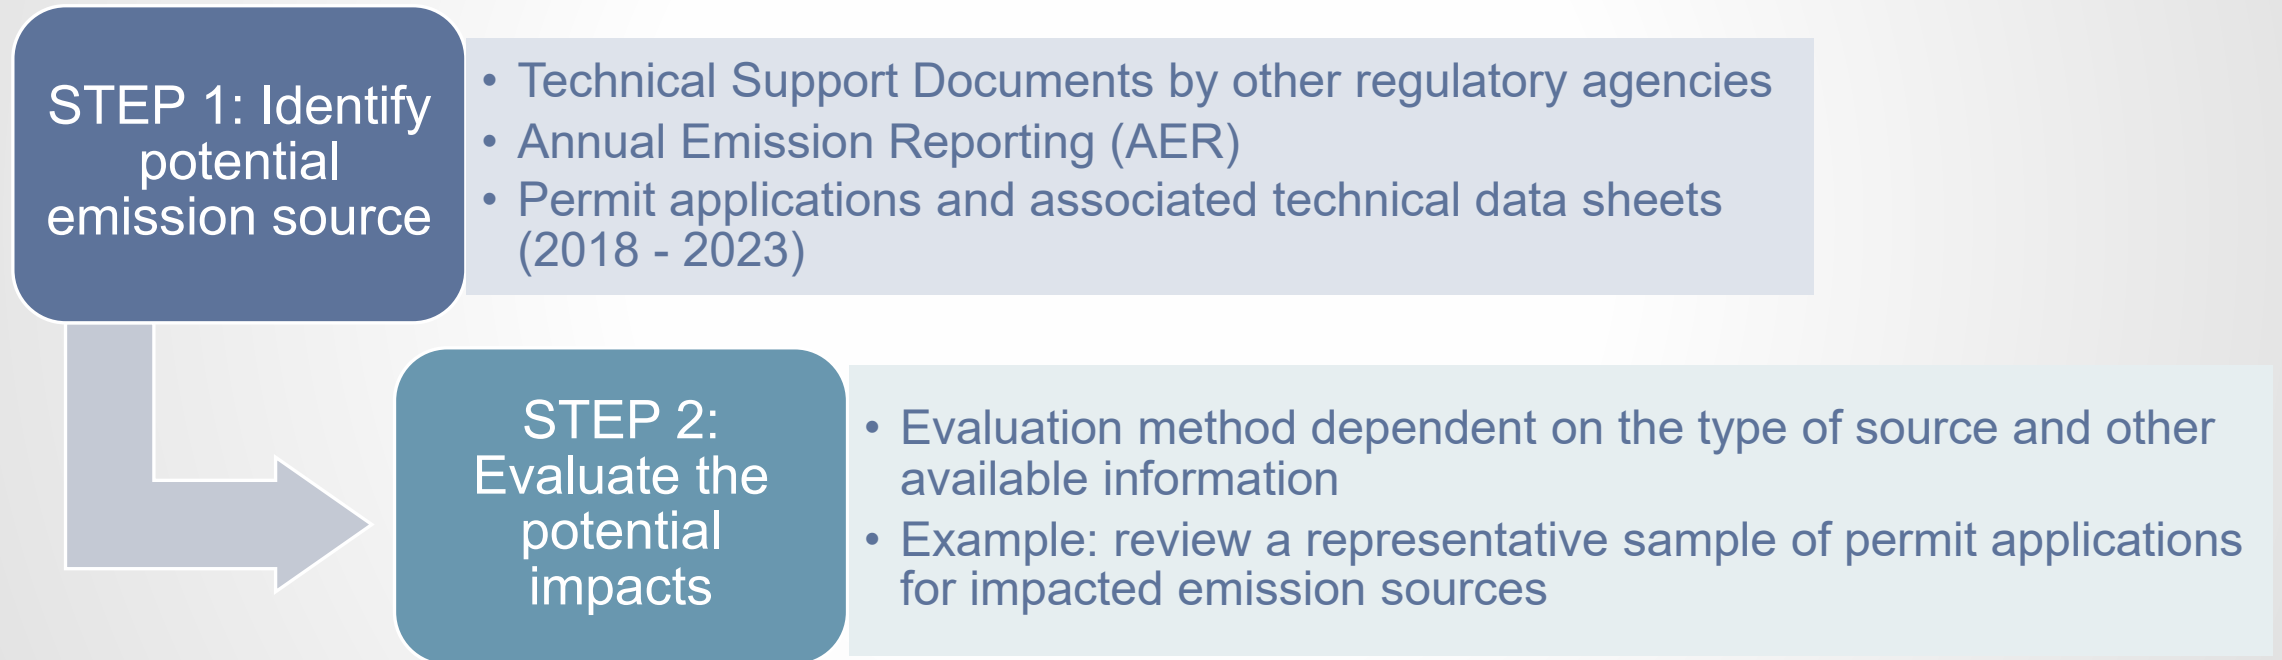 STEP 1: Identify
potential
emission source
• Technical Support Documents by other regulatory agencies
• Annual Emission Reporting (AER)
• Permit applications and associated technical data sheets
(2018 - 2023)
STEP 2:
Evaluate the
potential
impacts
• Evaluation method dependent on the type of source and other
available information
• Example: review a representative sample of permit applications
for impacted emission sources